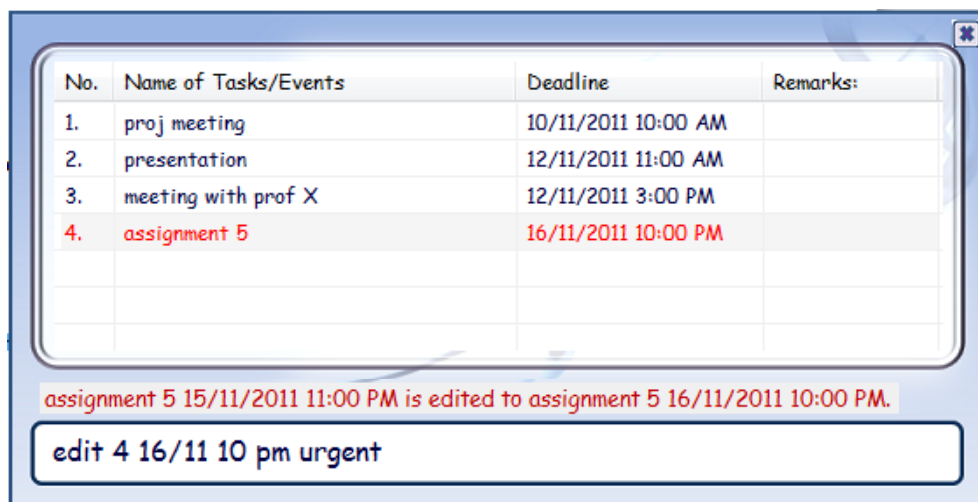 No. Name of Tasks/Events Deadline Remarks:
1. proj meeting 10/11/2011 10:00 AM
2. presentation 12/11/2011 11:00 AM
3. meeting with prof X 12/11/2011 3:00 PM
4. assignment 5 16/11/2011 10:00 PM
assignment 5 15/11/2011 11:00 PM is edited to assignment 5 16/11/2011 10:00 PM.
edit 4 16/11 10 pm urgent